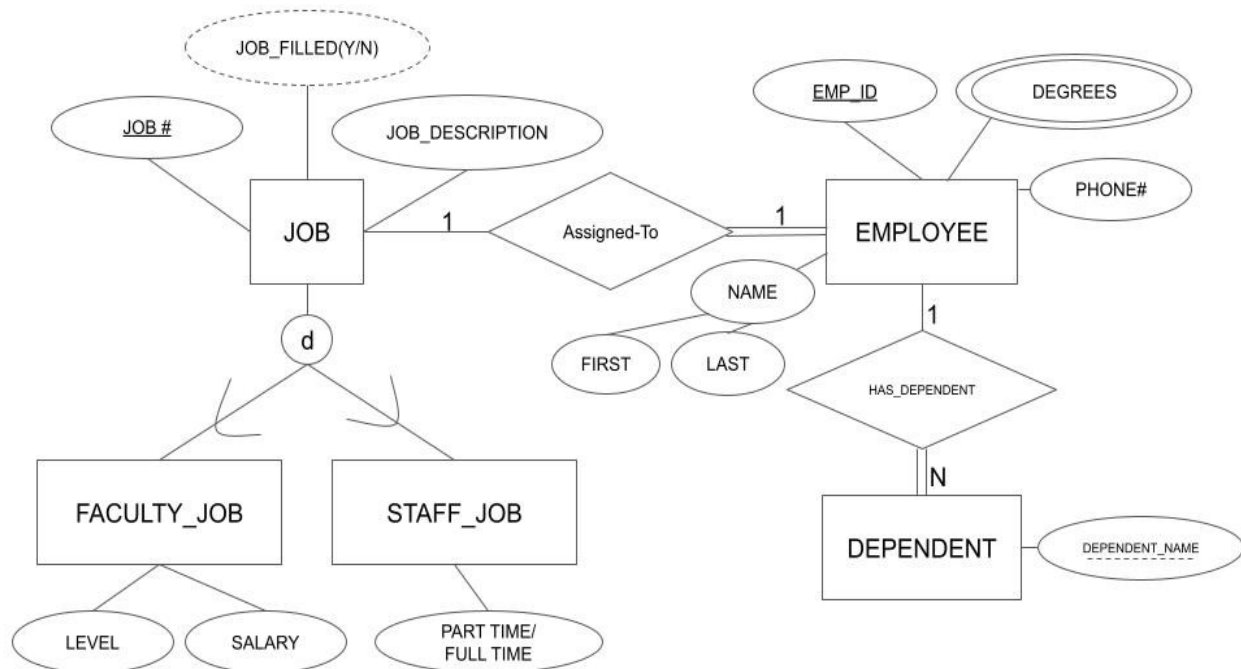 JOB_FILLED(Y/N)
JOB #
JOB_DESCRIPTION
EMP_ID
DEGREES
PHONE#
JOB
1
Assigned-To
1
EMPLOYEE
NAME
FIRST
LAST
1
d
HAS_DEPENDENT
FACULTY_JOB
STAFF_JOB
N
DEPENDENT
DEPENDENT_NAME
LEVEL
SALARY
PART TIME/
FULL TIME